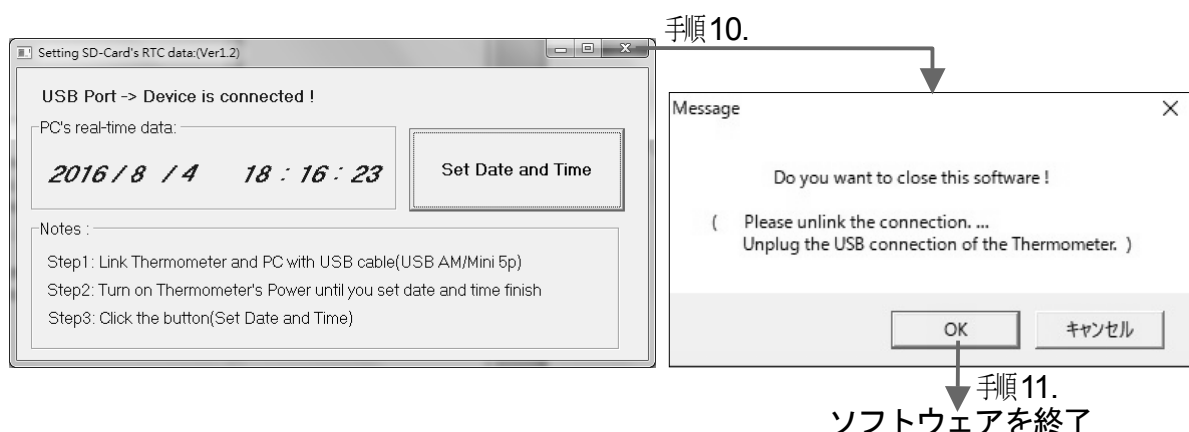 手順10.
Setting SD-Card's RTC data:(Ver1.2)
USB Port -> Device is connected !
PC's real-time data:
2016 / 8 / 4 18 : 16 : 23
Set Date and Time
Notes :
Step1: Link Thermometer and PC with USB cable(USB AM/Mini 5p)
Step2: Turn on Thermometer's Power until you set date and time finish
Step3: Click the button(Set Date and Time)
Message
Do you want to close this software !
( Please unlink the connection. ...
Unplug the USB connection of the Thermometer. )
OK
キャンセル
手順11.
ソフトウェアを終了